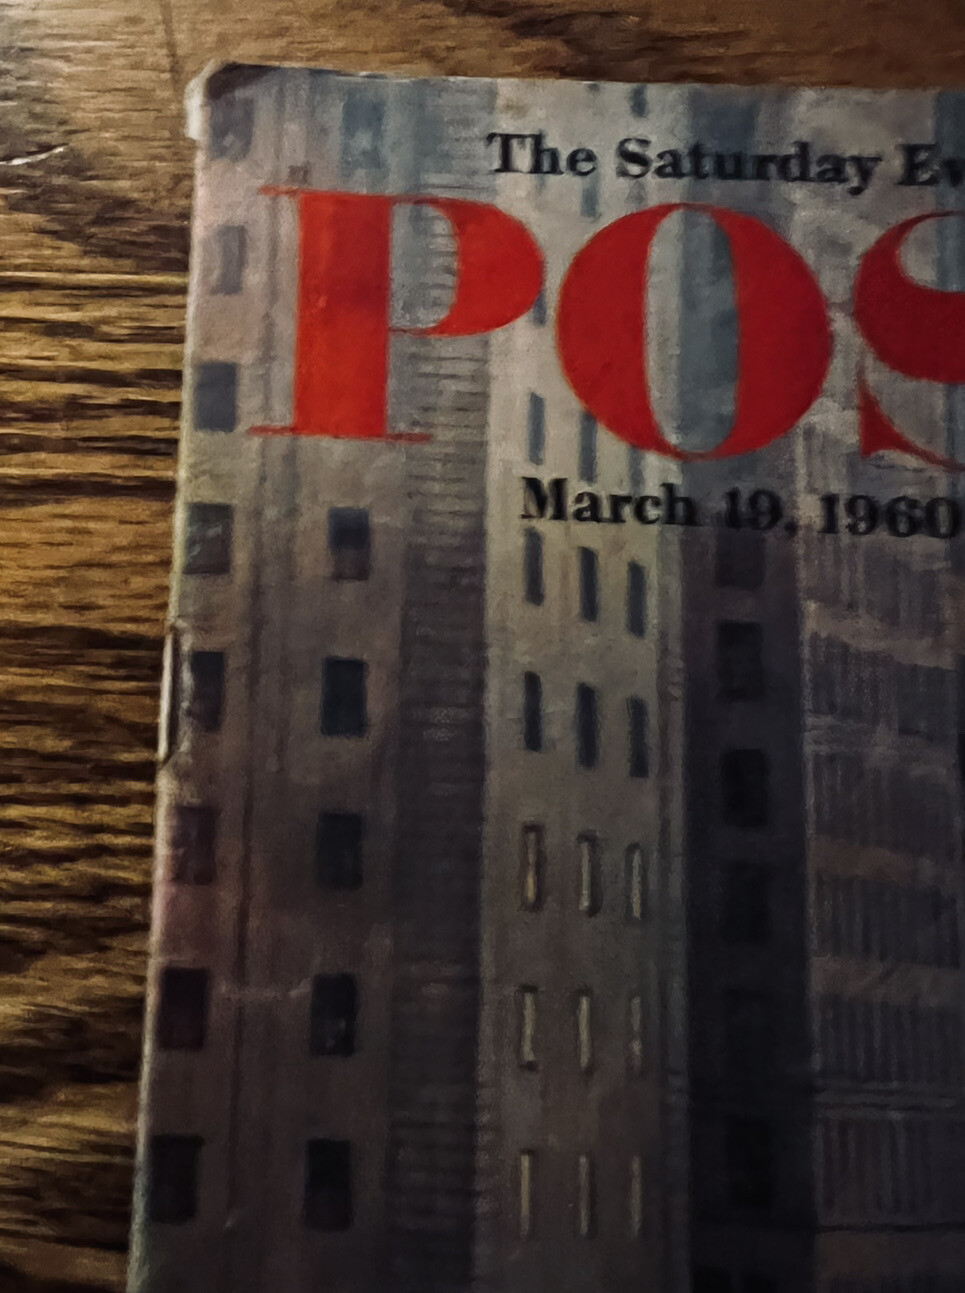 The Saturday Ev
POS
March 19, 1960